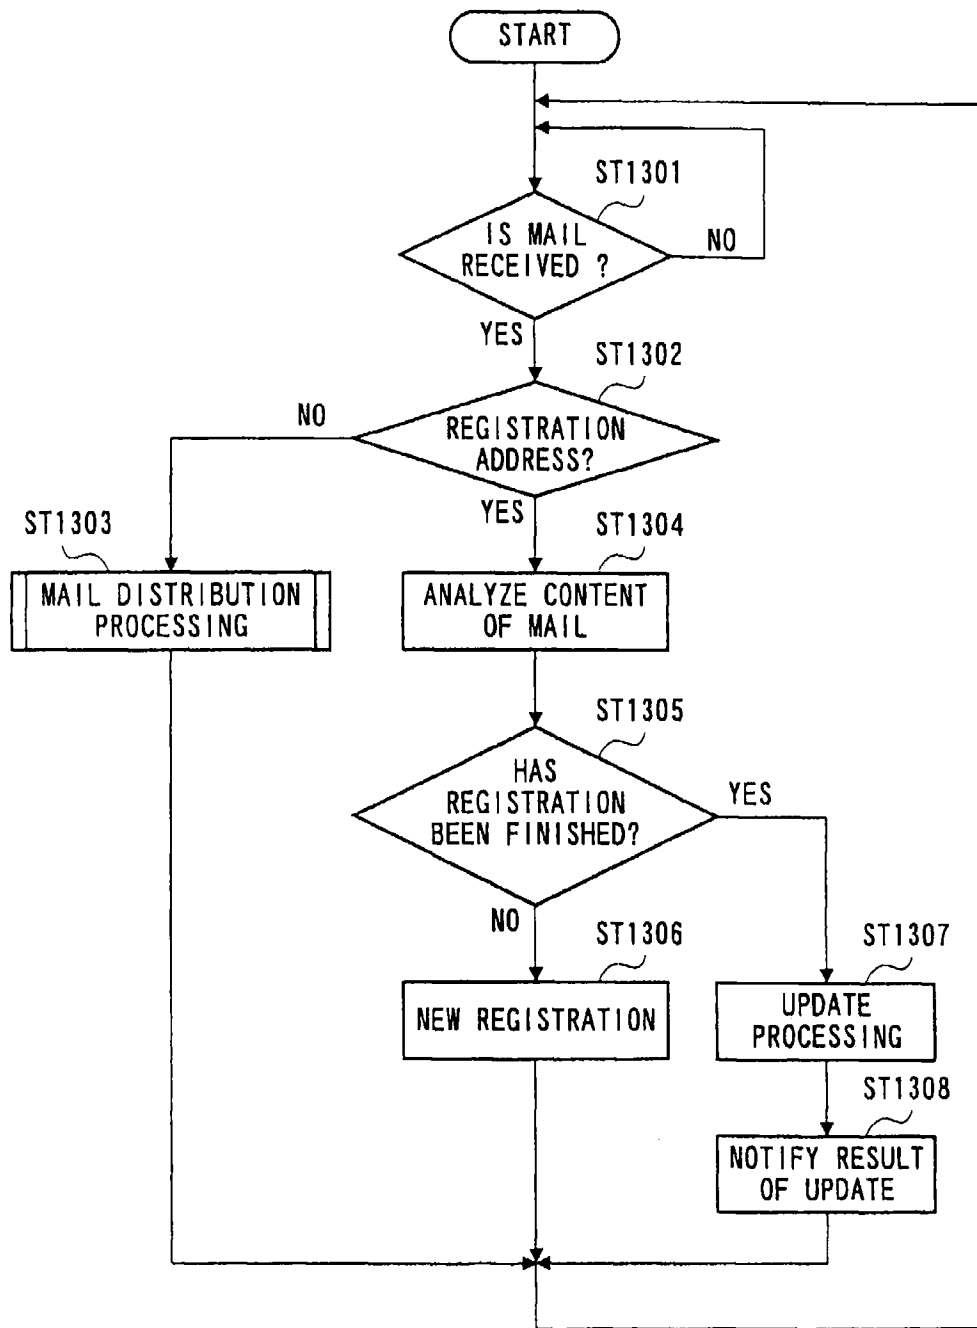 START
ST1301
IS MAIL
RECEIVED ?
NO
YES
ST1302
NO
REGISTRATION
ADDRESS?
YES
ST1303
ST1304
MAIL DISTRIBUTION
PROCESSING
ANALYZE CONTENT
OF MAIL
ST1305
HAS
REGISTRATION
BEEN FINISHED?
YES
NO
ST1306
ST1307
NEW REGISTRATION
UPDATE
PROCESSING
ST1308
NOTIFY RESULT
OF UPDATE